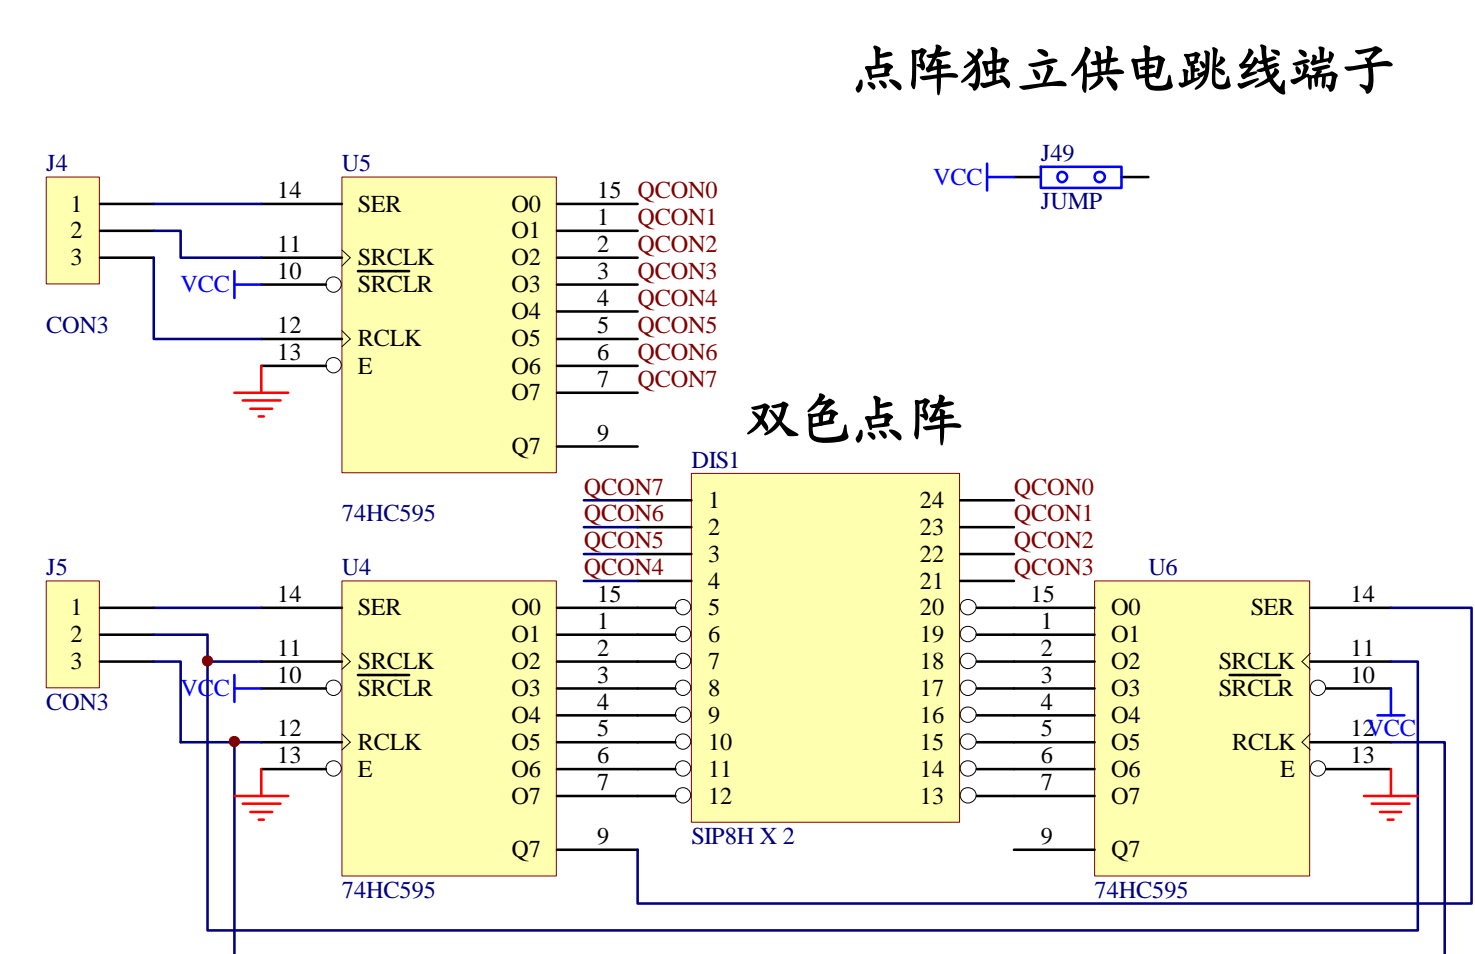 点阵独立供电跳线端子
J4
1
2
3
CON3
VCC
U5
14 SER
11 SRCLK
10 SRCLR
12 RCLK
13 E
O0 15 QCON0
O1 1 QCON1
O2 2 QCON2
O3 3 QCON3
O4 4 QCON4
O5 5 QCON5
O6 6 QCON6
O7 7 QCON7
Q7 9
74HC595
VCC
J49
JUMP
双色点阵
DIS1
QCON7 1 24 QCON0
QCON6 2 23 QCON1
QCON5 3 22 QCON2
QCON4 4 21 QCON3
5 20
6 19
7 18
8 17
9 16
10 15
11 14
12 13
SIP8H X 2
J5
1
2
3
CON3
VCC
U4
14 SER
11 SRCLK
10 SRCLR
12 RCLK
13 E
O0 15
O1 1
O2 2
O3 3
O4 4
O5 5
O6 6
O7 7
Q7 9
74HC595
U6
15 O0
1 O1
2 O2
3 O3
4 O4
5 O5
6 O6
7 O7
9 Q7
SER 14
SRCLK 11
SRCLR 10
VCC
RCLK 12
E 13
74HC595